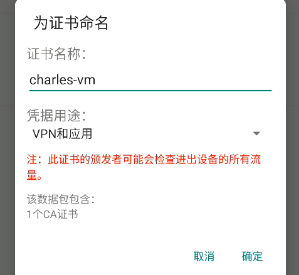 为证书命名
证书名称：
charles-vm
凭据用途：
VPN和应用
注：此证书的颁发者可能会检查进出设备的所有流
量。
该数据包包含：
1个CA证书
取消 确定